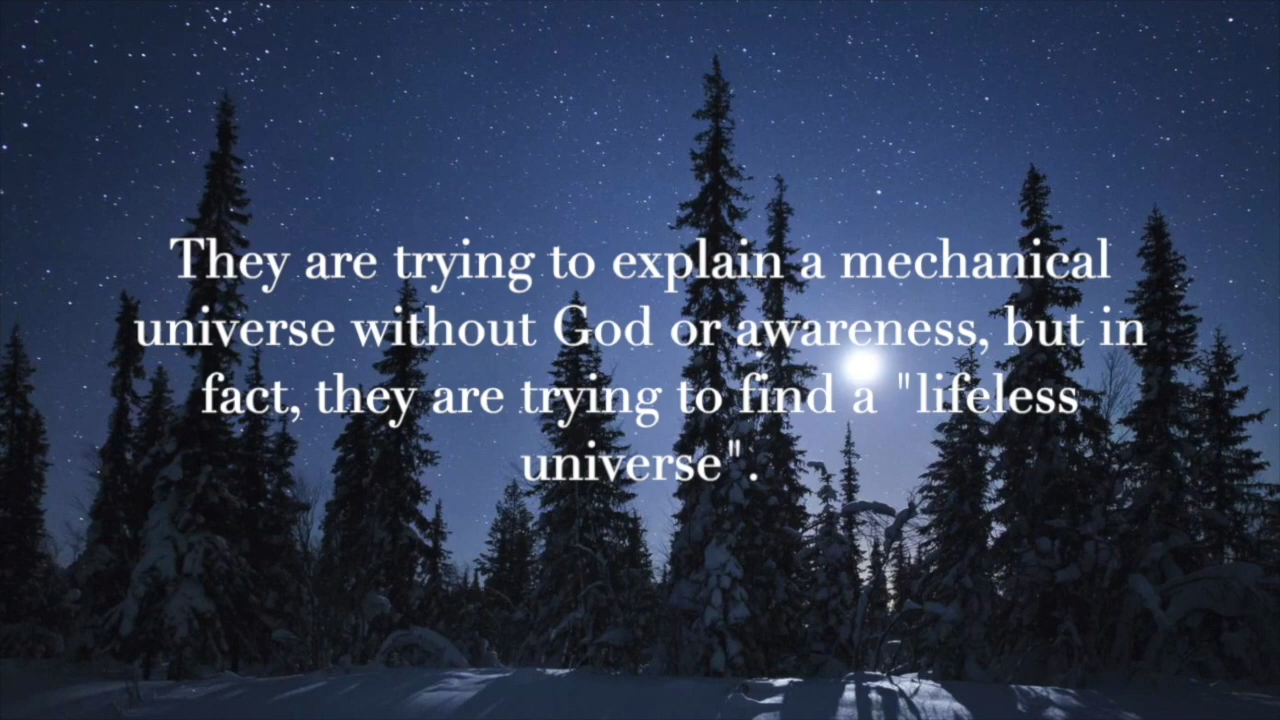 They are trying to explain a mechanical
universe without God or awareness, but in
fact, they are trying to find a "lifeless
universe".